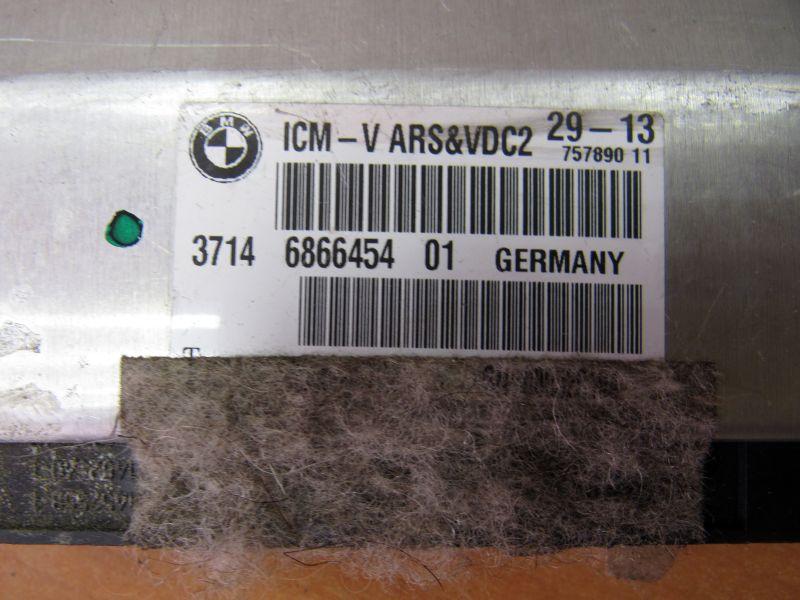 BMW
ICM-V ARS&VDC2 29-13
757890 11
3714 6866454 01 GERMANY
T